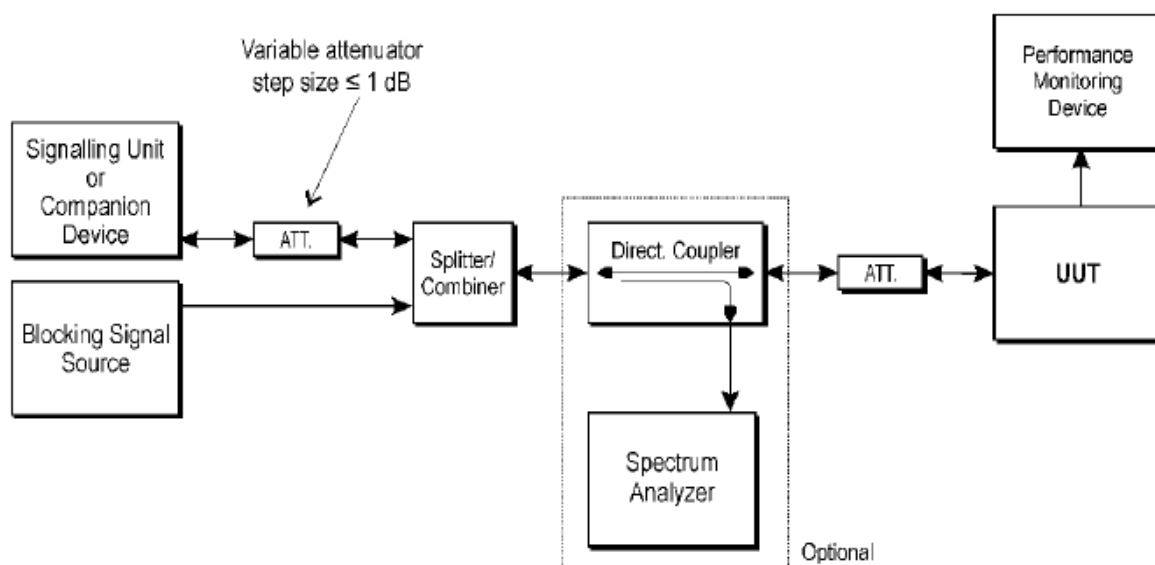 Variable attenuator
step size ≤ 1 dB
Performance
Monitoring
Device
Signalling Unit
or
Companion
Device
ATT.
Splitter/
Combiner
Direct. Coupler
ATT.
UUT
Blocking Signal
Source
Spectrum
Analyzer
Optional